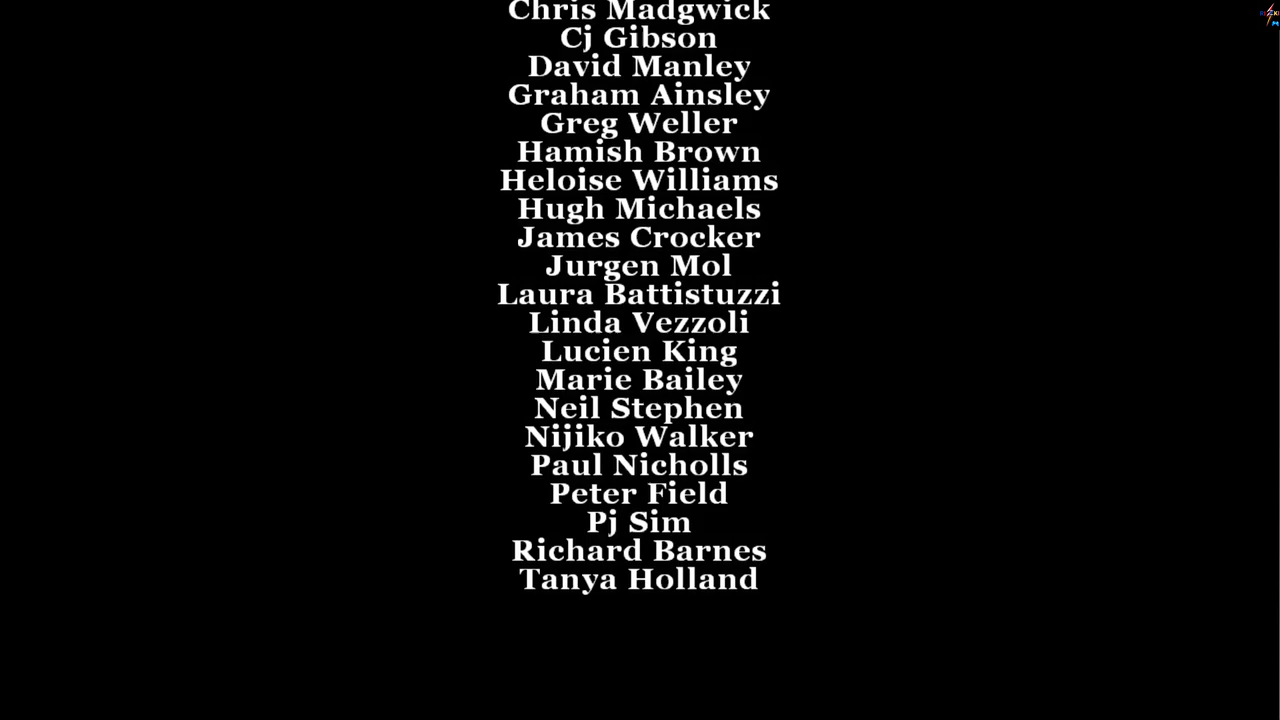 Chris Madgwick
Cj Gibson
David Manley
Graham Ainsley
Greg Weller
Hamish Brown
Heloise Williams
Hugh Michaels
James Crocker
Jurgen Mol
Laura Battistuzzi
Linda Vezzoli
Lucien King
Marie Bailey
Neil Stephen
Nijiko Walker
Paul Nicholls
Peter Field
Pj Sim
Richard Barnes
Tanya Holland